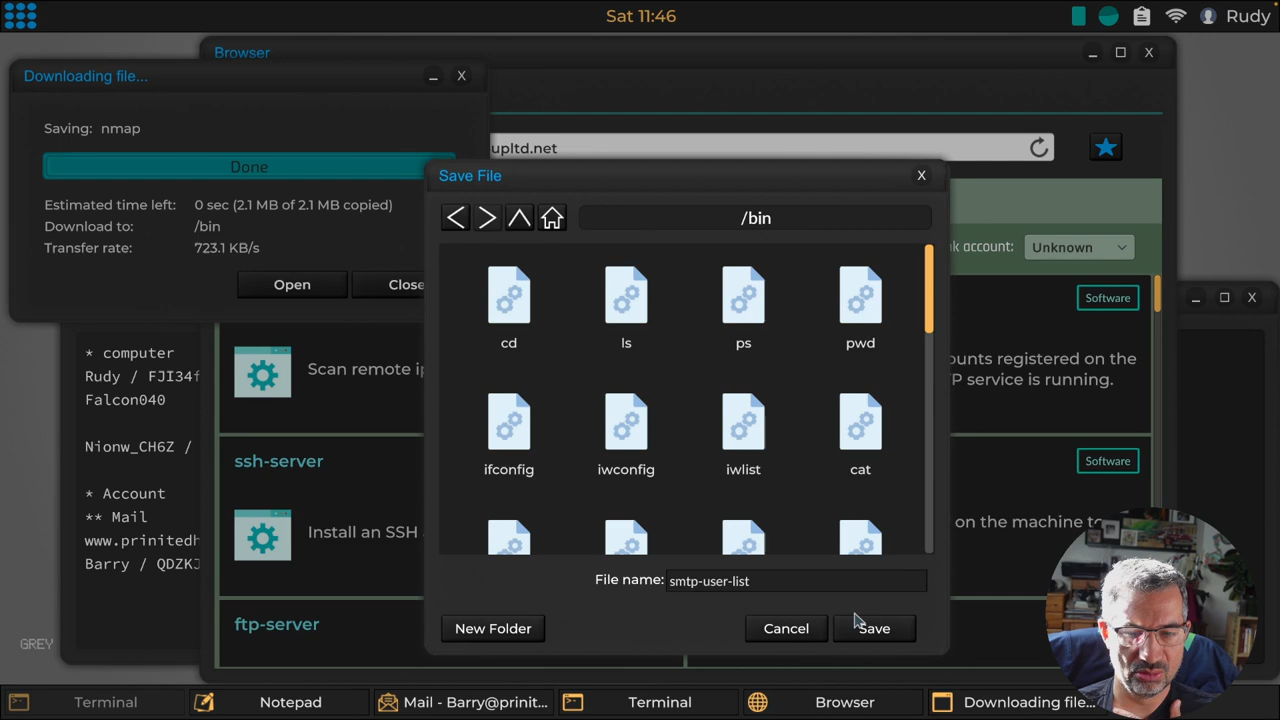 Sat 11:46
Rudy
Browser
Downloading file...
Saving: nmap
Done
Estimated time left: 0 sec (2.1 MB of 2.1 MB copied)
Download to: /bin
Transfer rate: 723.1 KB/s
Open
Close
upltd.net
Save File
/bin
cd
ls
ps
pwd
ifconfig
iwconfig
iwlist
cat
File name: smtp-user-list
New Folder
Cancel
Save
account:
Unknown
Software
Scan remote
ounts registered on the
service is running.
ssh-server
Software
Install an SSH
on the machine
ftp-server
* computer
Rudy /
Falcon040
Nionw_CH6Z /
* Account
** Mail
Barry /
GREY
Terminal
Notepad
Mail - Barry@prinit...
Terminal
Browser
Downloading file...